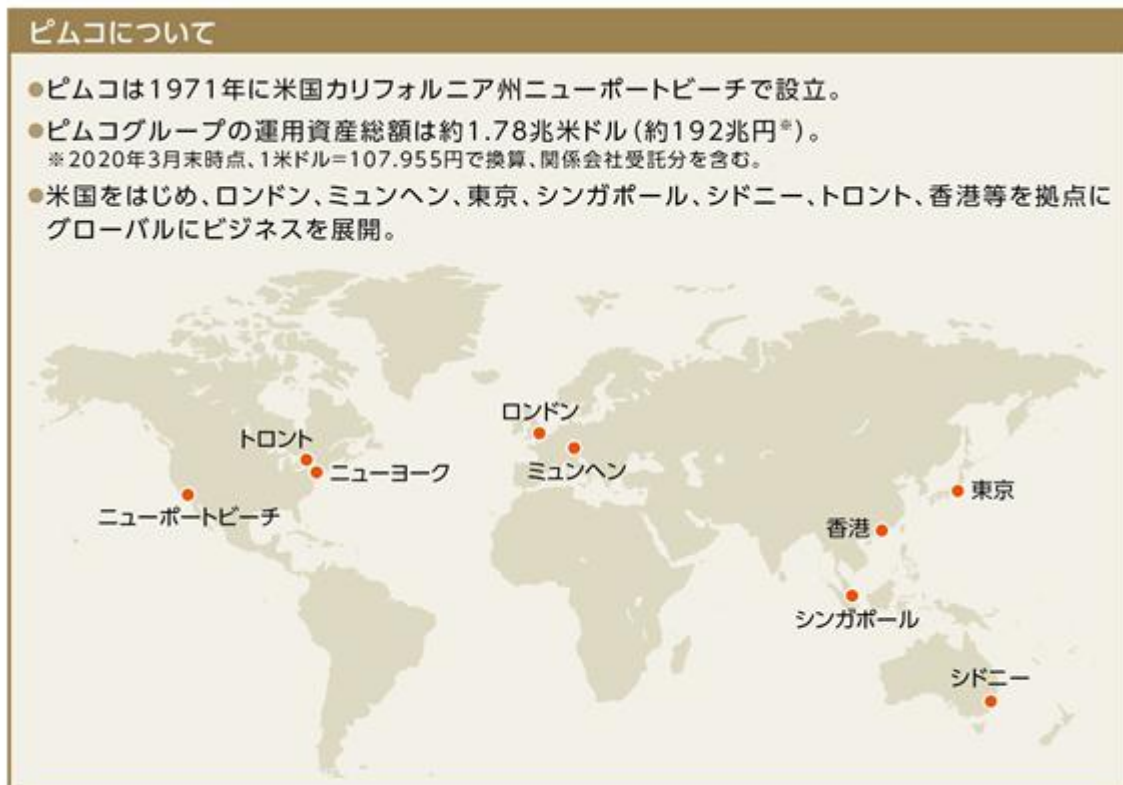 ピムコについて
●ピムコは1971年に米国カリフォルニア州ニューポートビーチで設立。
●ピムコグループの運用資産総額は約1.78兆米ドル(約192兆円※)。
※2020年3月末時点、1米ドル=107.955円で換算、関係会社受託分を含む。
●米国をはじめ、ロンドン、ミュンヘン、東京、シンガポール、シドニー、トロント、香港等を拠点に
グローバルにビジネスを展開。
ロンドン
トロント
ニューヨーク
ミュンヘン
東京
ニューポートビーチ
香港
シンガポール
シドニー